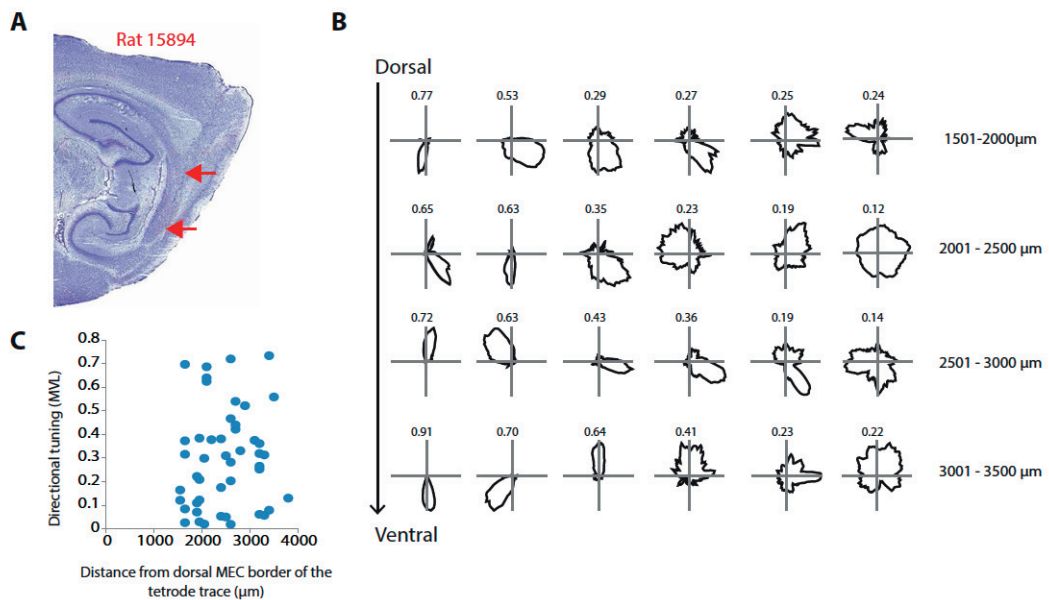 A
Rat 15894
B
Dorsal
0.77 0.53 0.29 0.27 0.25 0.24
1501-2000µm
0.65 0.63 0.35 0.23 0.19 0.12
2001 - 2500 µm
0.72 0.63 0.43 0.36 0.19 0.14
2501 - 3000 µm
0.91 0.70 0.64 0.41 0.23 0.22
3001 - 3500 µm
Ventral
C
Directional tuning (MVL)
0.8
0.7
0.6
0.5
0.4
0.3
0.2
0.1
0
0 1000 2000 3000 4000
Distance from dorsal MEC border of the
tetrode trace (µm)